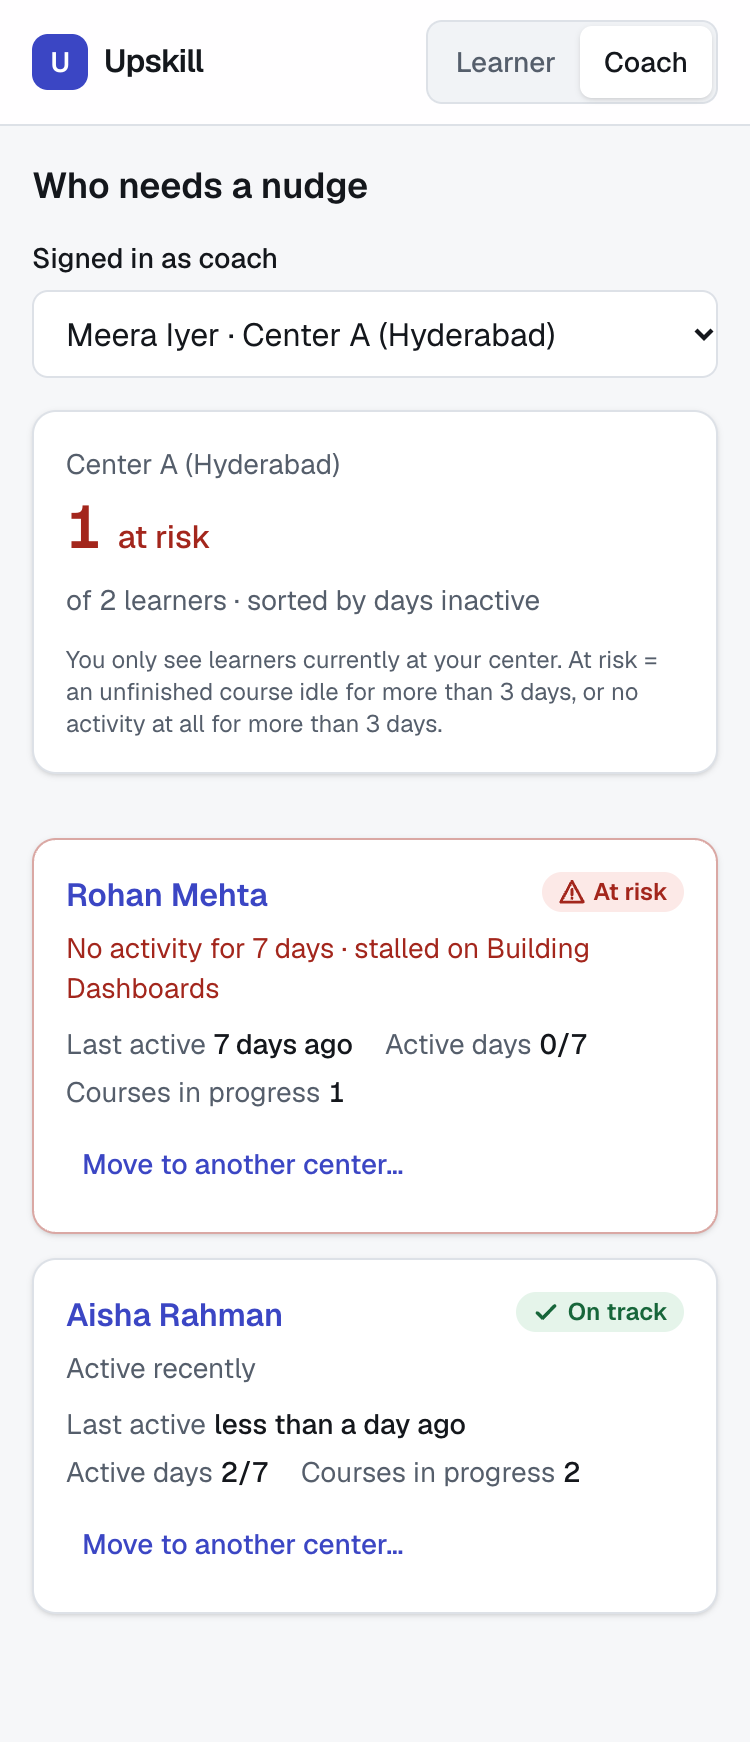 U Upskill Learner Coach
Who needs a nudge
Signed in as coach
Meera Iyer · Center A (Hyderabad)
Center A (Hyderabad)
1 at risk
of 2 learners · sorted by days inactive
You only see learners currently at your center. At risk =
an unfinished course idle for more than 3 days, or no
activity at all for more than 3 days.
Rohan Mehta At risk
No activity for 7 days · stalled on Building
Dashboards
Last active 7 days ago Active days 0/7
Courses in progress 1
Move to another center…
Aisha Rahman On track
Active recently
Last active less than a day ago
Active days 2/7 Courses in progress 2
Move to another center…